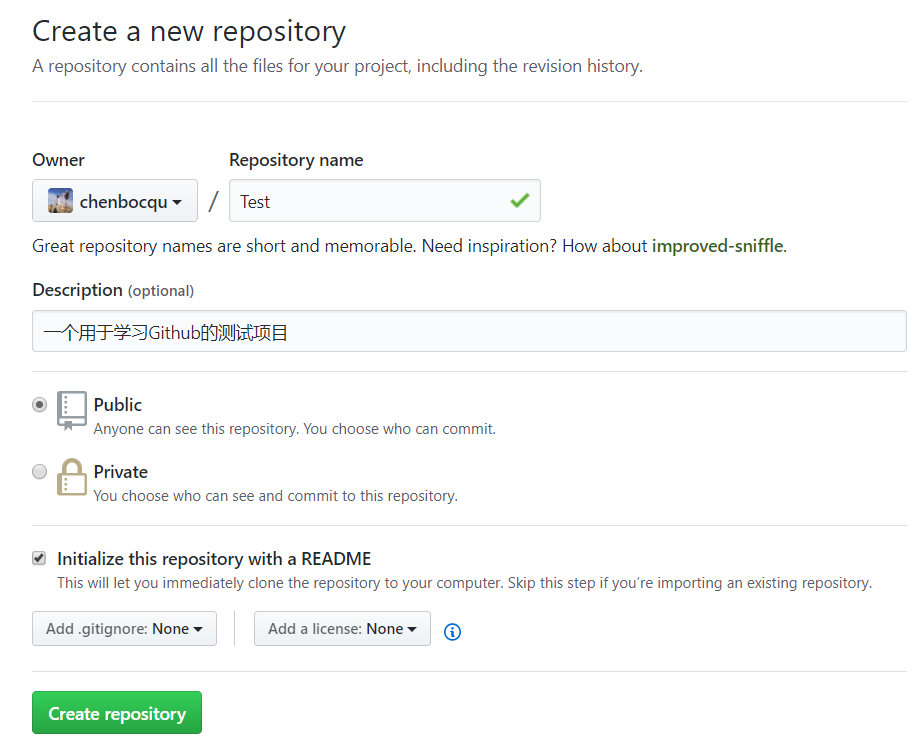 Create a new repository
A repository contains all the files for your project, including the revision history.
Owner
Repository name
chenbocqu
/
Test
Great repository names are short and memorable. Need inspiration? How about improved-sniffle.
Description (optional)
一个用于学习Github的测试项目
Public
Anyone can see this repository. You choose who can commit.
Private
You choose who can see and commit to this repository.
Initialize this repository with a README
This will let you immediately clone the repository to your computer. Skip this step if you’re importing an existing repository.
Add .gitignore: None
Add a license: None
Create repository